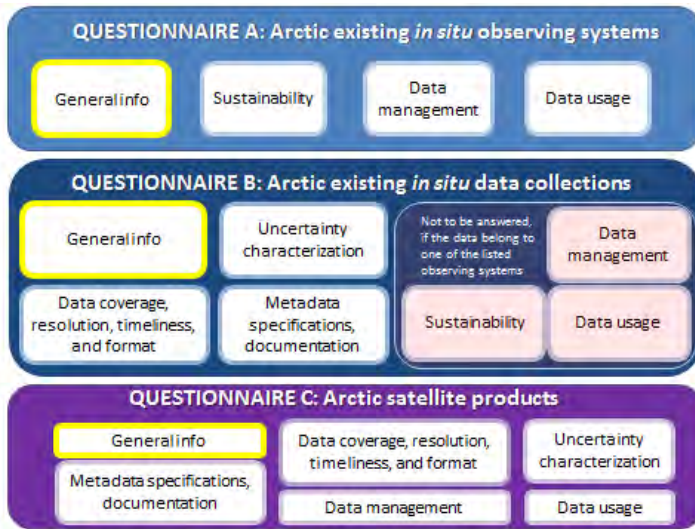 QUESTIONNAIRE A: Arctic existing in situ observing systems
General info
Sustainability
Data
management
Data usage
QUESTIONNAIRE B: Arctic existing in situ data collections
General info
Uncertainty
characterization
Not to be answered,
if the data belong to
one of the listed
observing systems
Data
management
Data coverage,
resolution, timeliness,
and format
Metadada
specifications,
documentation
Sustainability
Data usage
QUESTIONNAIRE C: Arctic satellite products
General info
Data coverage, resolution,
timeliness, and format
Uncertainty
characterization
Metadada specifications,
documentation
Data management
Data usage